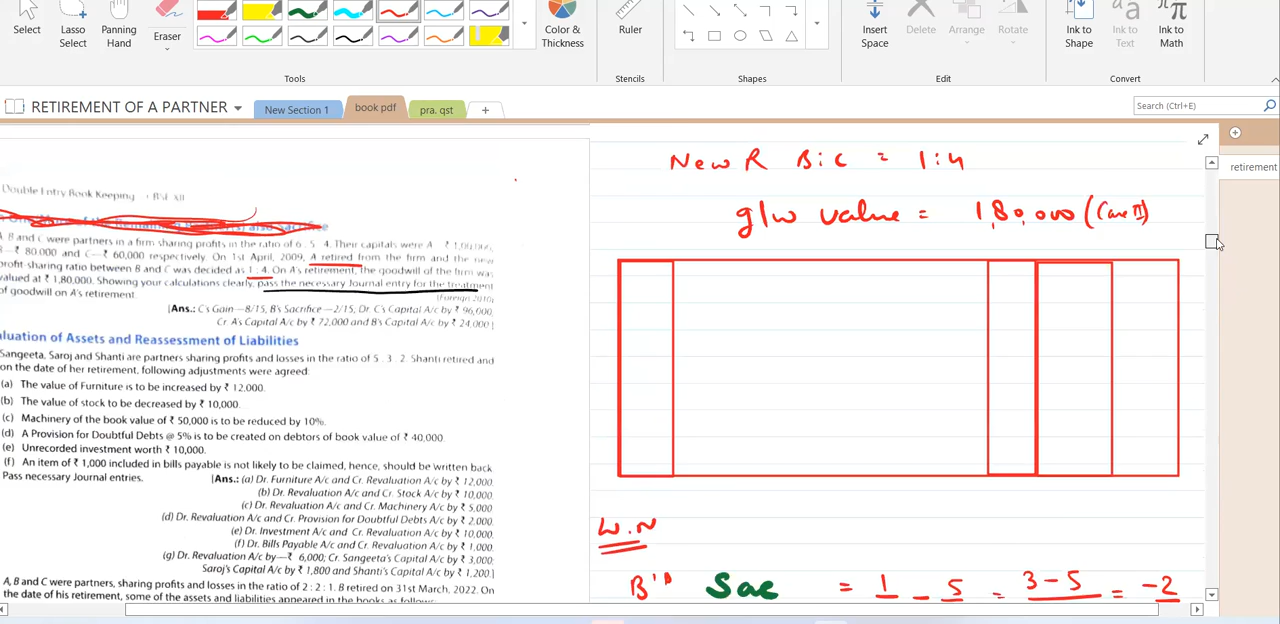 Select
Lasso Select
Panning Hand
Eraser
Color & Thickness
Ruler
Insert Space
Delete
Arrange
Rotate
Ink to Shape
Ink to Text
Ink to Math
Tools
Stencils
Shapes
Edit
Convert
RETIREMENT OF A PARTNER
New Section 1
book pdf
pra. qst
+
Search (Ctrl+E)
retirement
Double Entry Book Keeping
A, B and C were partners in a firm sharing profits in the ratio of 6 : 5 : 4. Their capitals were A
B—₹ 80,000 and C—₹ 60,000 respectively. On 1st April, 2009, A retired from the firm and the new
profit-sharing ratio between B and C was decided as 1 : 4. On A's retirement, the goodwill of the firm was
valued at ₹ 1,80,000. Showing your calculations clearly, pass the necessary Journal entry for the treatment
of goodwill on A's retirement.
(Foreign 2010)
[Ans.: C's Gain—8/15, B's Sacrifice—2/15, Dr. C's Capital A/c by ₹ 96,000
Cr. A's Capital A/c by ₹ 72,000 and B's Capital A/c by ₹ 24,000.]
luation of Assets and Reassessment of Liabilities
Sangeeta, Saroj and Shanti are partners sharing profits and losses in the ratio of 5 : 3 : 2. Shanti retired and
on the date of her retirement, following adjustments were agreed:
(a) The value of Furniture is to be increased by ₹ 12,000.
(b) The value of stock to be decreased by ₹ 10,000.
(c) Machinery of the book value of ₹ 50,000 is to be reduced by 10%.
(d) A Provision for Doubtful Debts @ 5% is to be created on debtors of book value of ₹ 40,000.
(e) Unrecorded investment worth ₹ 10,000.
(f) An item of ₹ 1,000 included in bills payable is not likely to be claimed, hence, should be written back
Pass necessary Journal entries.
[Ans.: (a) Dr. Furniture A/c and Cr. Revaluation A/c by ₹ 12,000;
(b) Dr. Revaluation A/c and Cr. Stock A/c by ₹ 10,000;
(c) Dr. Revaluation A/c and Cr. Machinery A/c by ₹ 5,000
(d) Dr. Revaluation A/c and Cr. Provision for Doubtful Debts A/c by ₹ 2,000;
(e) Dr. Investment A/c and Cr. Revaluation A/c by ₹ 10,000;
(f) Dr. Bills Payable A/c and Cr. Revaluation A/c by ₹ 1,000;
(g) Dr. Revaluation A/c by—₹ 6,000; Cr. Sangeeta's Capital A/c by ₹ 3,000;
Saroj's Capital A/c by ₹ 1,800 and Shanti's Capital A/c by ₹ 1,200.]
A, B and C were partners, sharing profits and losses in the ratio of 2 : 2 : 1. B retired on 31st March, 2022. On
the date of his retirement, some of the assets and liabilities appeared in the books as follows
New R B:C = 1:4
g/w value = 1,80,000 (Case II)
W.N
B's Sac = 1 - 5 = 3-5 = -2